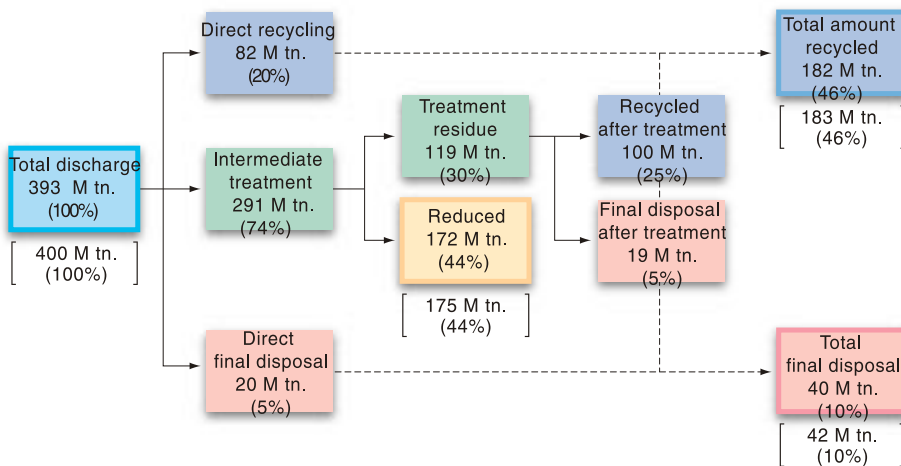 Total discharge
393 M tn.
(100%)
400 M tn.
(100%)
Direct recycling
82 M tn.
(20%)
Intermediate
treatment
291 M tn.
(74%)
Direct
final disposal
20 M tn.
(5%)
Treatment
residue
119 M tn.
(30%)
Reduced
172 M tn.
(44%)
175 M tn.
(44%)
Recycled
after treatment
100 M tn.
(25%)
Final disposal
after treatment
19 M tn.
(5%)
Total amount
recycled
182 M tn.
(46%)
183 M tn.
(46%)
Total
final disposal
40 M tn.
(10%)
42 M tn.
(10%)